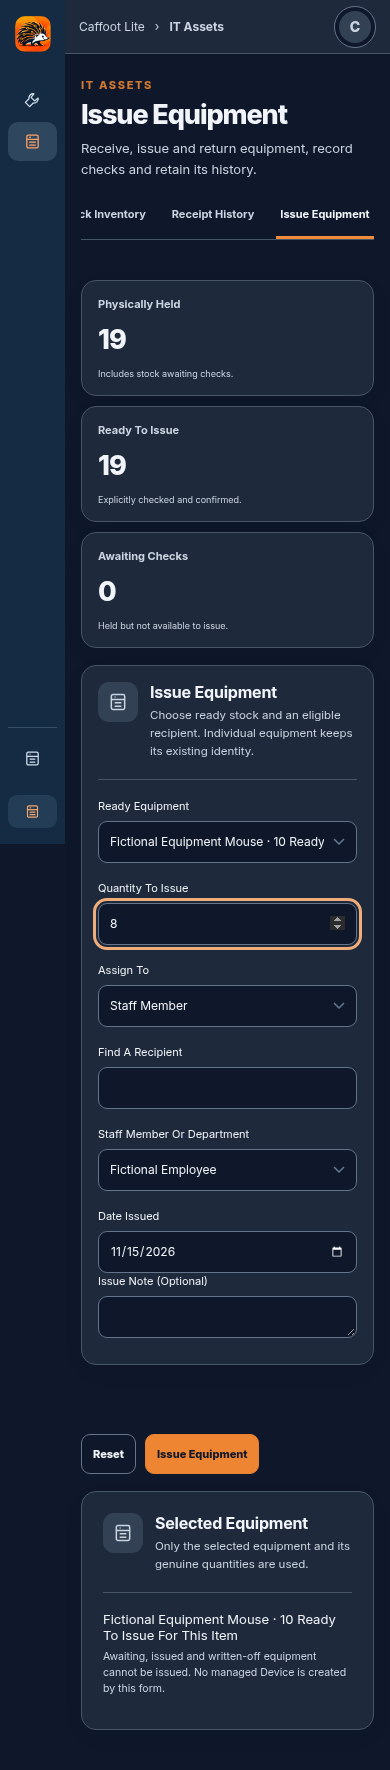 Caffoot Lite › IT Assets
C
IT ASSETS
Issue Equipment
Receive, issue and return equipment, record
checks and retain its history.
ck Inventory Receipt History Issue Equipment
Physically Held
19
Includes stock awaiting checks.
Ready To Issue
19
Explicitly checked and confirmed.
Awaiting Checks
0
Held but not available to issue.
Issue Equipment
Choose ready stock and an eligible
recipient. Individual equipment keeps
its existing identity.
Ready Equipment
Fictional Equipment Mouse · 10 Ready
Quantity To Issue
8
Assign To
Staff Member
Find A Recipient
Staff Member Or Department
Fictional Employee
Date Issued
11/15/2026
Issue Note (Optional)
Reset Issue Equipment
Selected Equipment
Only the selected equipment and its
genuine quantities are used.
Fictional Equipment Mouse · 10 Ready
To Issue For This Item
Awaiting, issued and written-off equipment
cannot be issued. No managed Device is created
by this form.